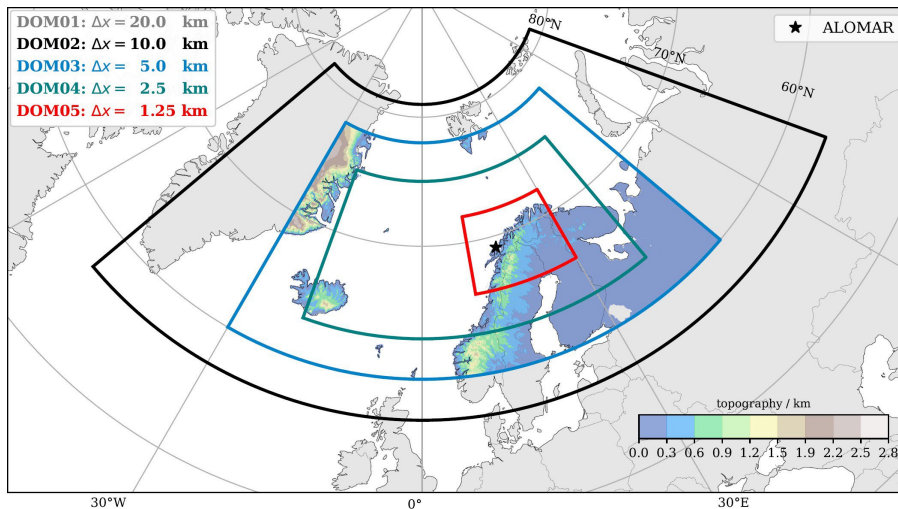 DOM01: Δx = 20.0 km
DOM02: Δx = 10.0 km
DOM03: Δx = 5.0 km
DOM04: Δx = 2.5 km
DOM05: Δx = 1.25 km
★ ALOMAR
80°N
70°N
60°N
topography / km
0.0 0.3 0.6 0.9 1.2 1.5 1.9 2.2 2.5 2.8
30°W 0° 30°E